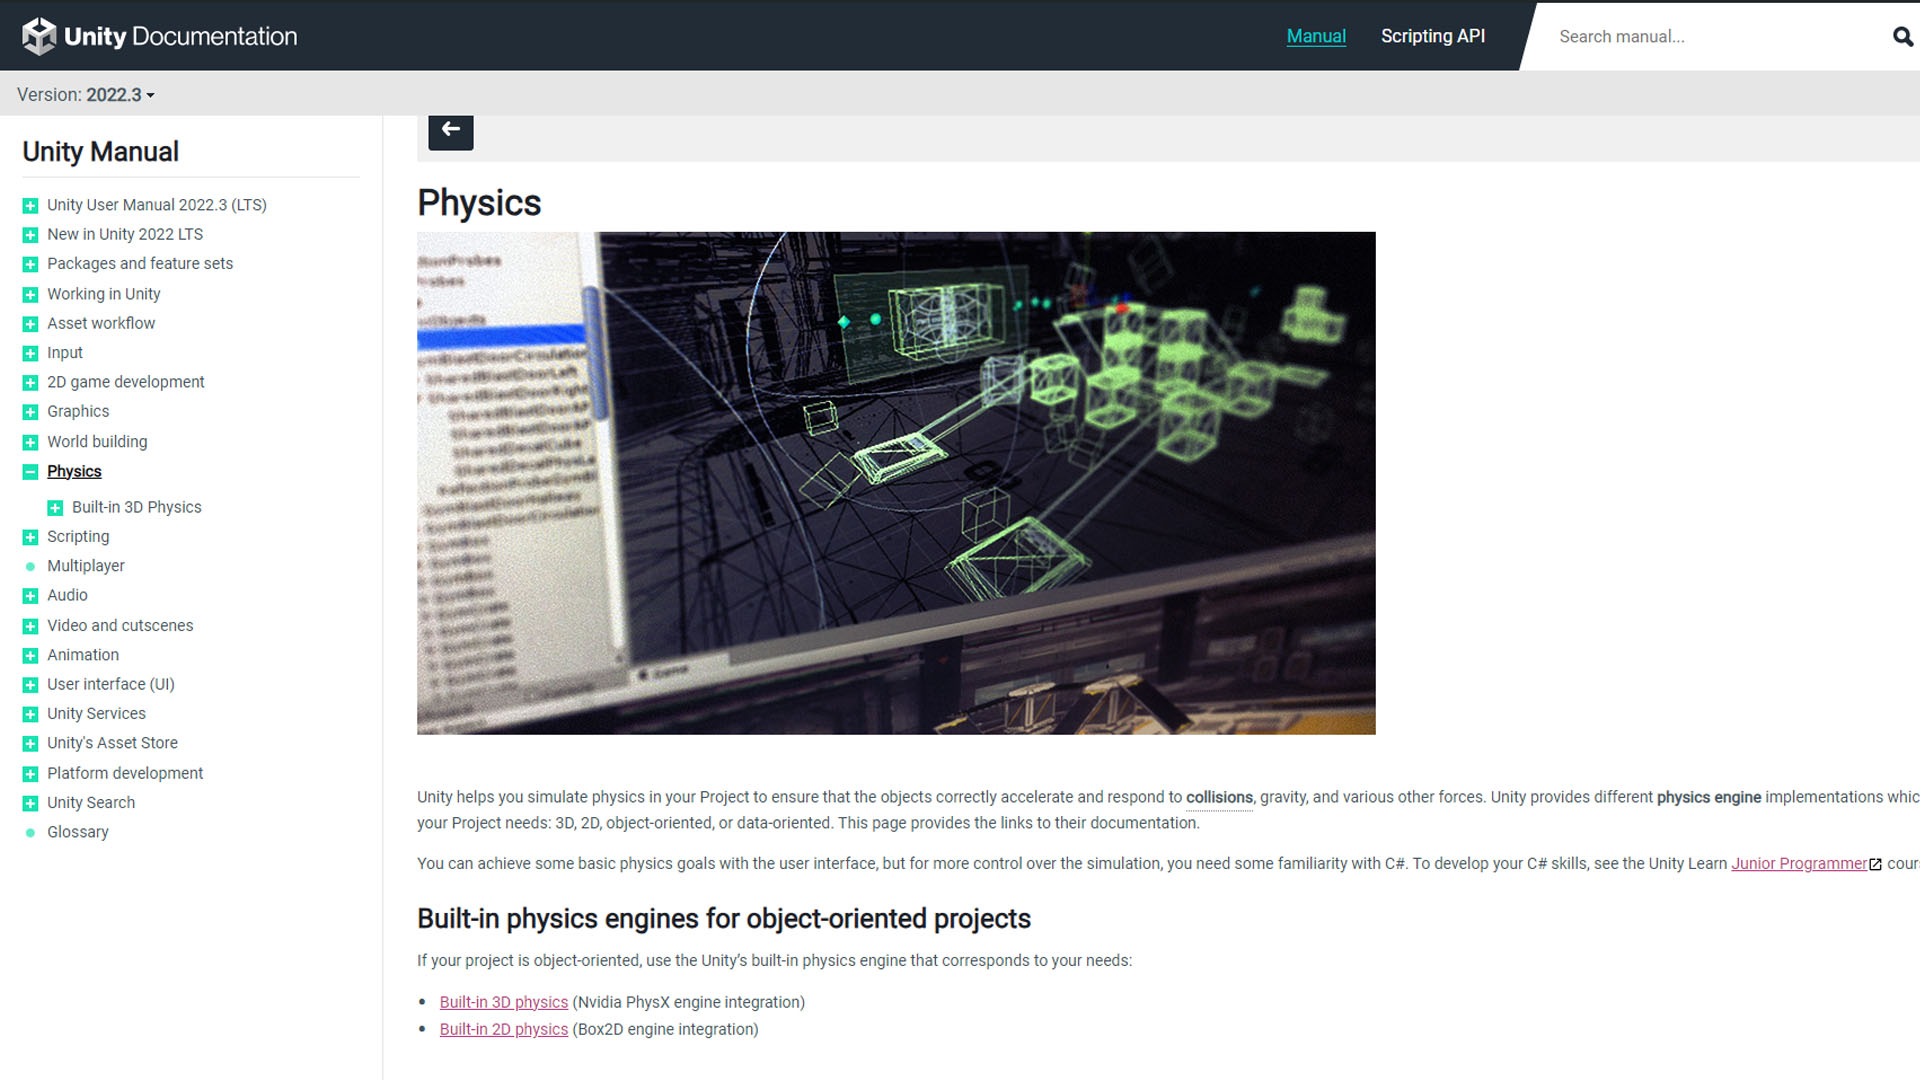 Unity Documentation
Manual
Scripting API
Search manual...
Version: 2022.3
Unity Manual
Unity User Manual 2022.3 (LTS)
New in Unity 2022 LTS
Packages and feature sets
Working in Unity
Asset workflow
Input
2D game development
Graphics
World building
Physics
Built-in 3D Physics
Scripting
Multiplayer
Audio
Video and cutscenes
Animation
User interface (UI)
Unity Services
Unity's Asset Store
Platform development
Unity Search
Glossary
Physics
Unity helps you simulate physics in your Project to ensure that the objects correctly accelerate and respond to collisions, gravity, and various other forces. Unity provides different physics engine implementations whic
your Project needs: 3D, 2D, object-oriented, or data-oriented. This page provides the links to their documentation.
You can achieve some basic physics goals with the user interface, but for more control over the simulation, you need some familiarity with C#. To develop your C# skills, see the Unity Learn Junior Programmer cour
Built-in physics engines for object-oriented projects
If your project is object-oriented, use the Unity’s built-in physics engine that corresponds to your needs:
Built-in 3D physics (Nvidia PhysX engine integration)
Built-in 2D physics (Box2D engine integration)